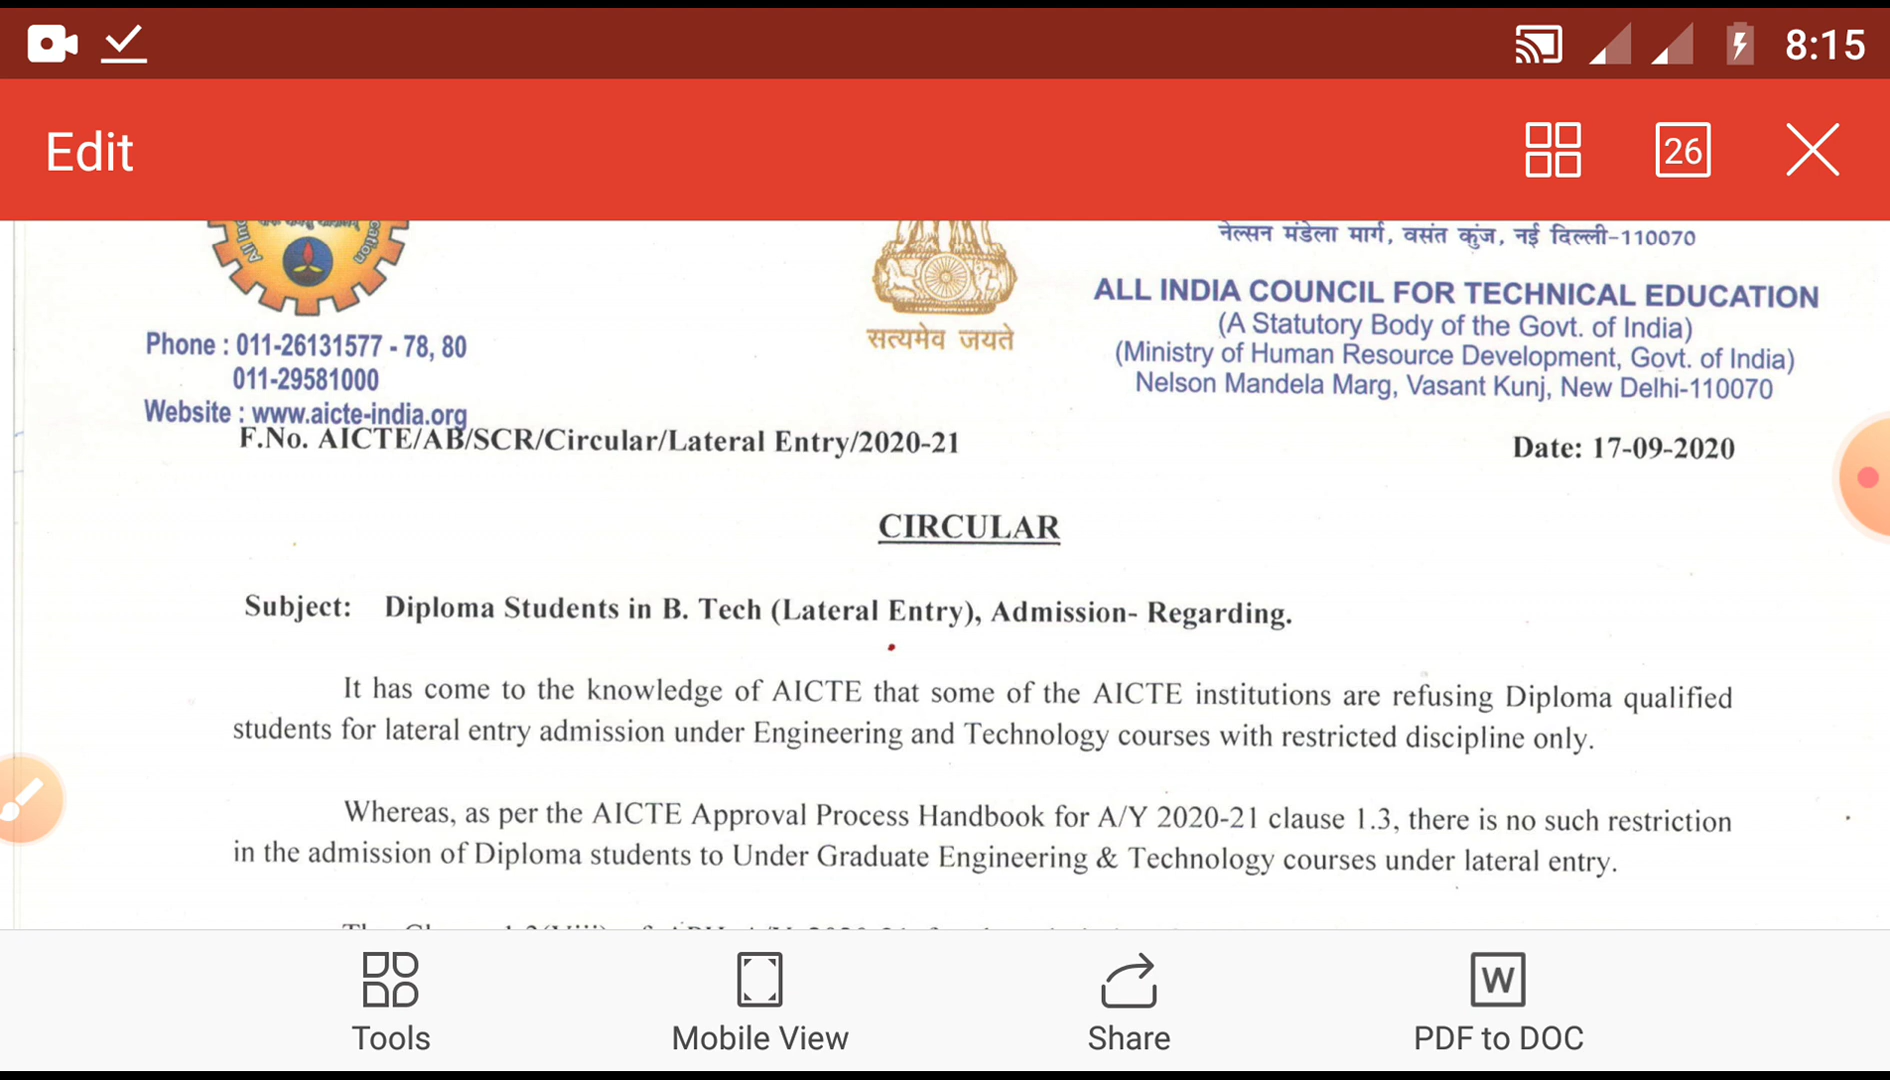 8:15
Edit
26
All In
cation
नेल्सन मंडेला मार्ग, वसंत कुंज, नई दिल्ली-110070
ALL INDIA COUNCIL FOR TECHNICAL EDUCATION
(A Statutory Body of the Govt. of India)
(Ministry of Human Resource Development, Govt. of India)
Nelson Mandela Marg, Vasant Kunj, New Delhi-110070
सत्यमेव जयते
Phone : 011-26131577 - 78, 80
011-29581000
Website : www.aicte-india.org
F.No. AICTE/AB/SCR/Circular/Lateral Entry/2020-21
Date: 17-09-2020
CIRCULAR
Subject: Diploma Students in B. Tech (Lateral Entry), Admission- Regarding.
It has come to the knowledge of AICTE that some of the AICTE institutions are refusing Diploma qualified
students for lateral entry admission under Engineering and Technology courses with restricted discipline only.
Whereas, as per the AICTE Approval Process Handbook for A/Y 2020-21 clause 1.3, there is no such restriction
in the admission of Diploma students to Under Graduate Engineering & Technology courses under lateral entry.
Tools
Mobile View
Share
W
PDF to DOC